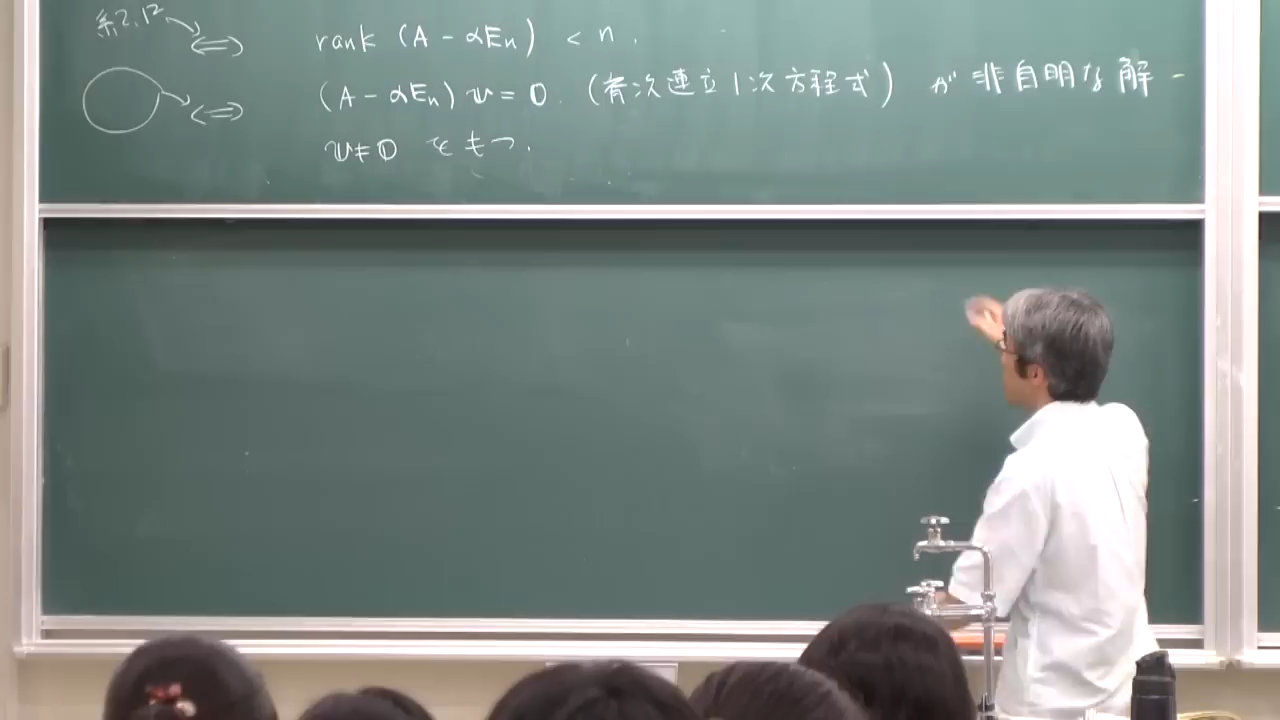 系2.12 ⇔ rank (A - αEn) < n.
⇔ (A - αEn) 𝕧 = 𝟘. (斉次連立1次方程式) が 非自明な解
𝕧 ≠ 𝟘 をもつ.